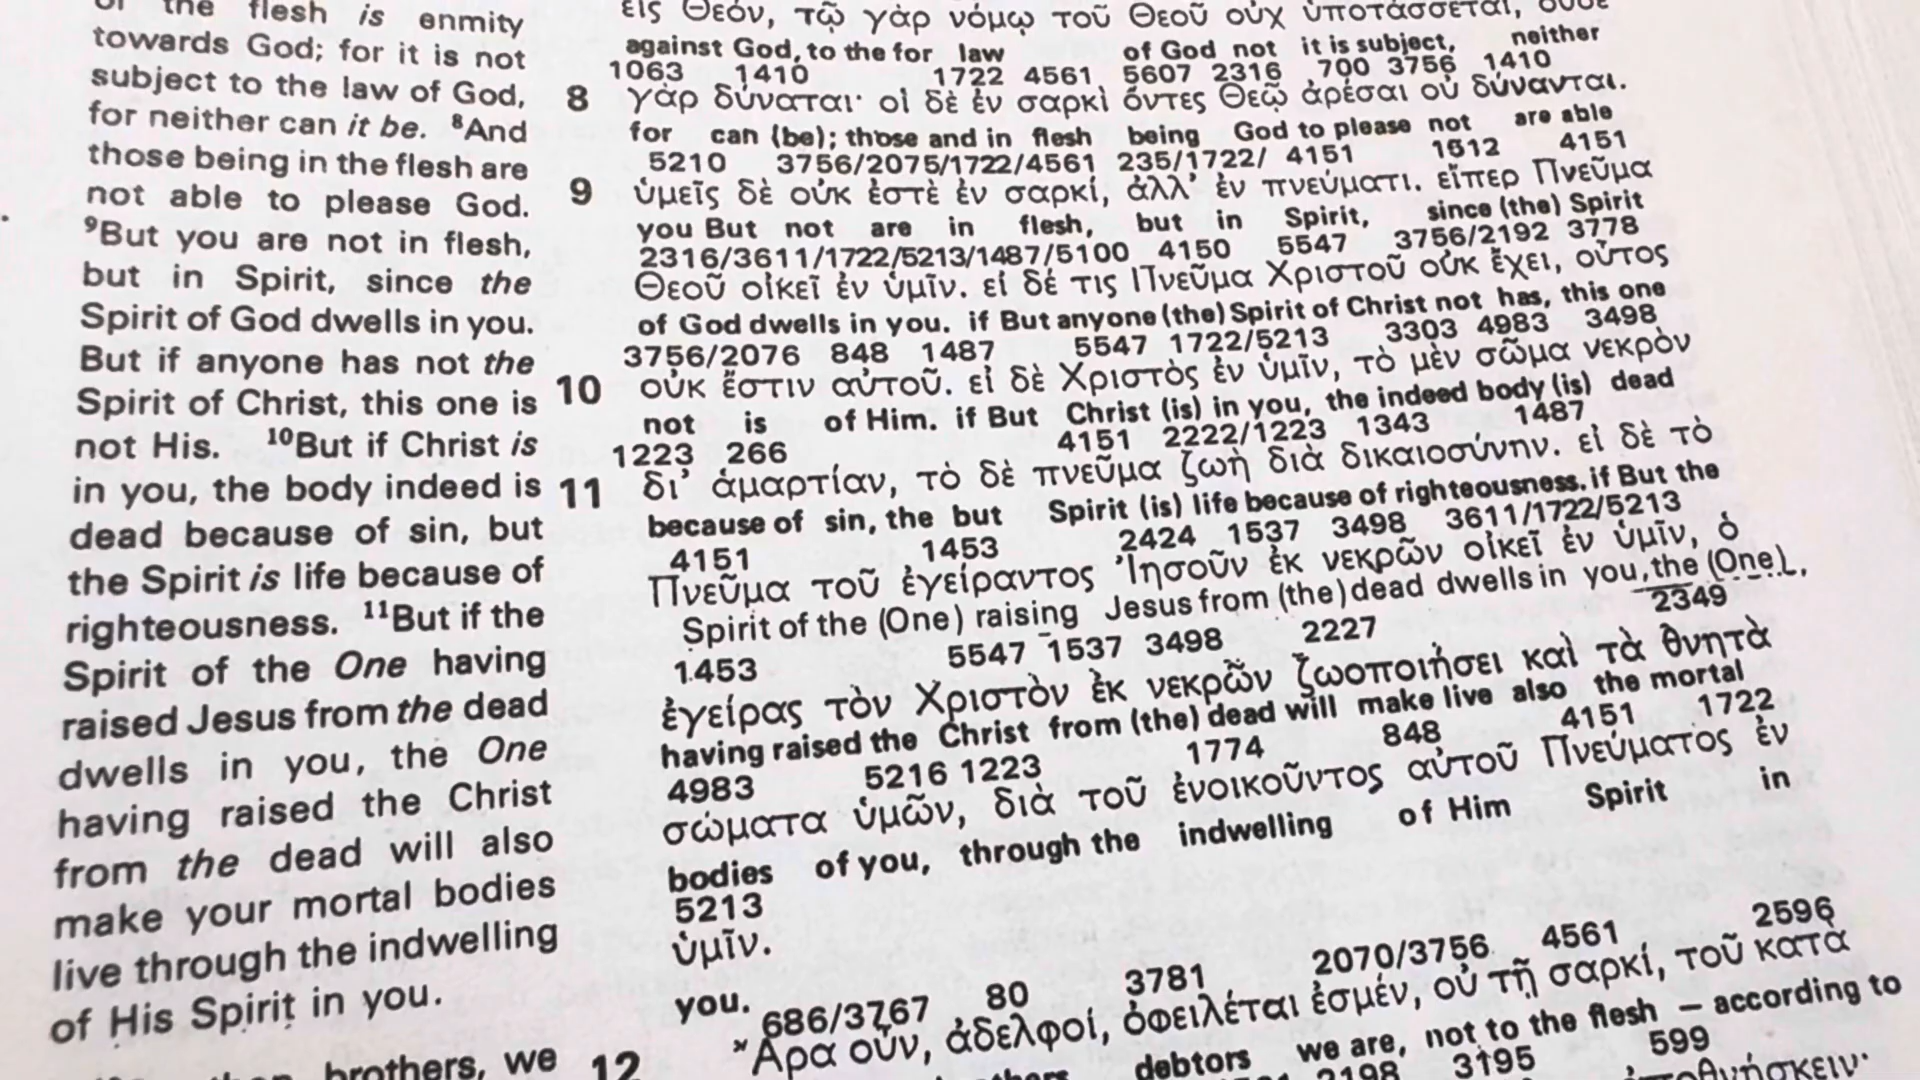 the flesh is enmity
towards God; for it is not
subject to the law of God,
for neither can it be. ⁸And
those being in the flesh are
not able to please God.
⁹But you are not in flesh,
but in Spirit, since the
Spirit of God dwells in you.
But if anyone has not the
Spirit of Christ, this one is
not His. ¹⁰But if Christ is
in you, the body indeed is
dead because of sin, but
the Spirit is life because of
righteousness. ¹¹But if the
Spirit of the One having
raised Jesus from the dead
dwells in you, the One
having raised the Christ
from the dead will also
make your mortal bodies
live through the indwelling
of His Spirit in you.
brothers, we
εἰς Θεόν, τῷ γὰρ νόμῳ τοῦ Θεοῦ οὐχ ὑποτάσσεται, οὐδὲ
against God, to the for law of God not it is subject, neither
1063 1410 1722 4561 5607 2316 700 3756 1410
8 γὰρ δύναται· οἱ δὲ ἐν σαρκὶ ὄντες Θεῷ ἀρέσαι οὐ δύνανται.
for can (be); those and in flesh being God to please not are able
5210 3756/2075/1722/4561 235/1722/ 4151 1512 4151
9 ὑμεῖς δὲ οὐκ ἐστὲ ἐν σαρκί, ἀλλ' ἐν πνεύματι. εἴπερ Πνεῦμα
you But not are in flesh, but in Spirit, since (the) Spirit
2316/3611/1722/5213/1487/5100 4150 5547 3756/2192 3778
Θεοῦ οἰκεῖ ἐν ὑμῖν. εἰ δέ τις Πνεῦμα Χριστοῦ οὐκ ἔχει, οὗτος
of God dwells in you. if But anyone (the) Spirit of Christ not has, this one
3756/2076 848 1487 5547 1722/5213 3303 4983 3498
10 οὐκ ἔστιν αὐτοῦ. εἰ δὲ Χριστὸς ἐν ὑμῖν, τὸ μὲν σῶμα νεκρὸν
not is of Him. if But Christ (is) in you, the indeed body (is) dead
1223 266 4151 2222/1223 1343 1487
11 δι' ἁμαρτίαν, τὸ δὲ πνεῦμα ζωὴ διὰ δικαιοσύνην. εἰ δὲ τὸ
because of sin, the but Spirit (is) life because of righteousness. if But the
4151 1453 2424 1537 3498 3611/1722/5213
Πνεῦμα τοῦ ἐγείραντος Ἰησοῦν ἐκ νεκρῶν οἰκεῖ ἐν ὑμῖν, ὁ
Spirit of the (One) raising Jesus from (the) dead dwells in you, the (One)
1453 5547 1537 3498 2227 2349
ἐγείρας τὸν Χριστὸν ἐκ νεκρῶν ζωοποιήσει καὶ τὰ θνητὰ
having raised the Christ from (the) dead will make live also the mortal
4983 5216 1223 1774 848 4151 1722
σώματα ὑμῶν, διὰ τοῦ ἐνοικοῦντος αὐτοῦ Πνεύματος ἐν
bodies of you, through the indwelling of Him Spirit in
5213
ὑμῖν.
you.
686/3767 80 3781 2070/3756 4561 2596
12 Ἄρα οὖν, ἀδελφοί, ὀφειλέται ἐσμέν, οὐ τῇ σαρκί, τοῦ κατὰ
debtors we are, not to the flesh — according to
2198 3195 599